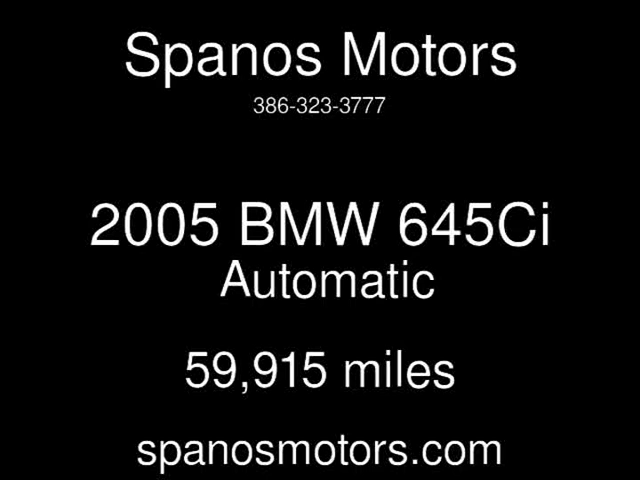 Spanos Motors
386-323-3777
2005 BMW 645Ci
Automatic
59,915 miles
spanosmotors.com